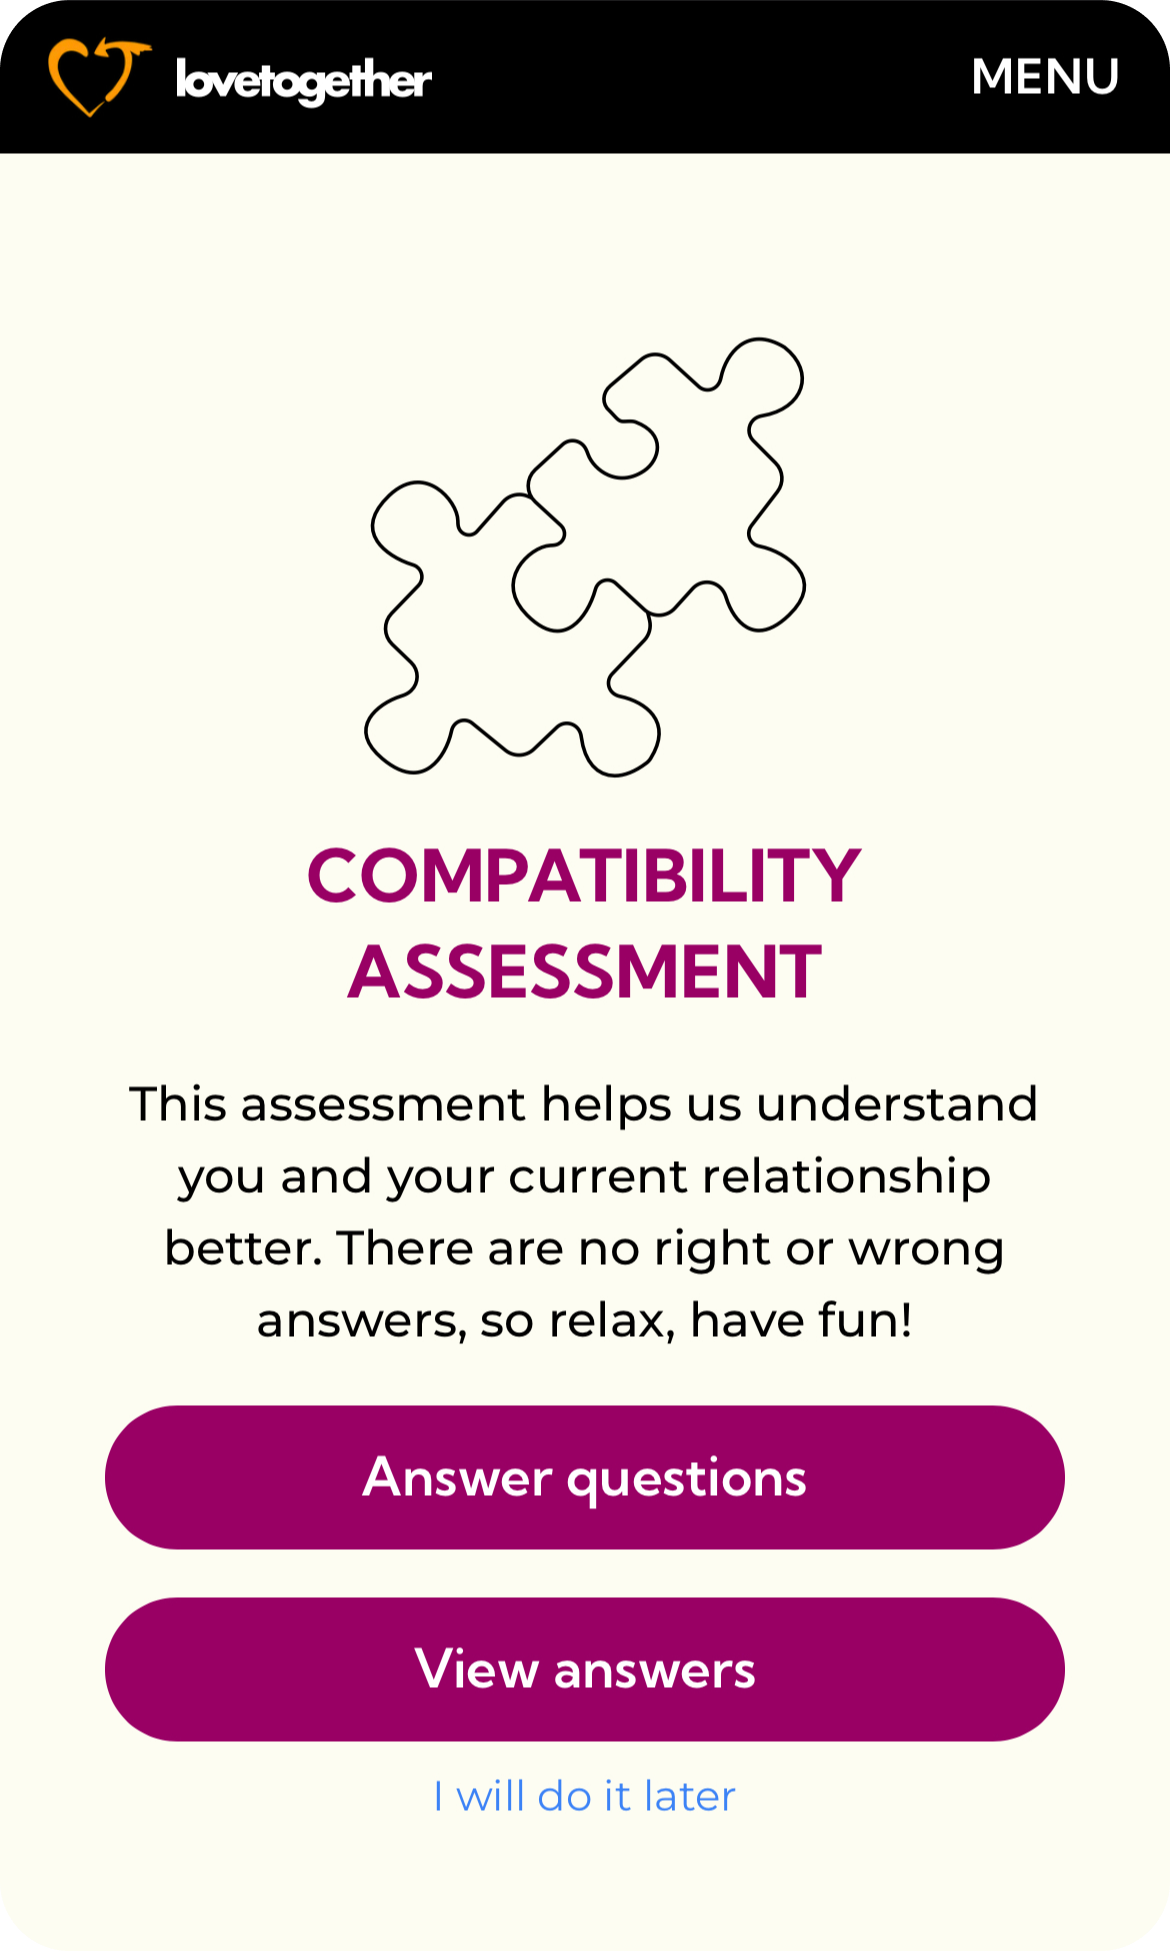 lovetogether
MENU
COMPATIBILITY
ASSESSMENT
This assessment helps us understand
you and your current relationship
better. There are no right or wrong
answers, so relax, have fun!
Answer questions
View answers
I will do it later